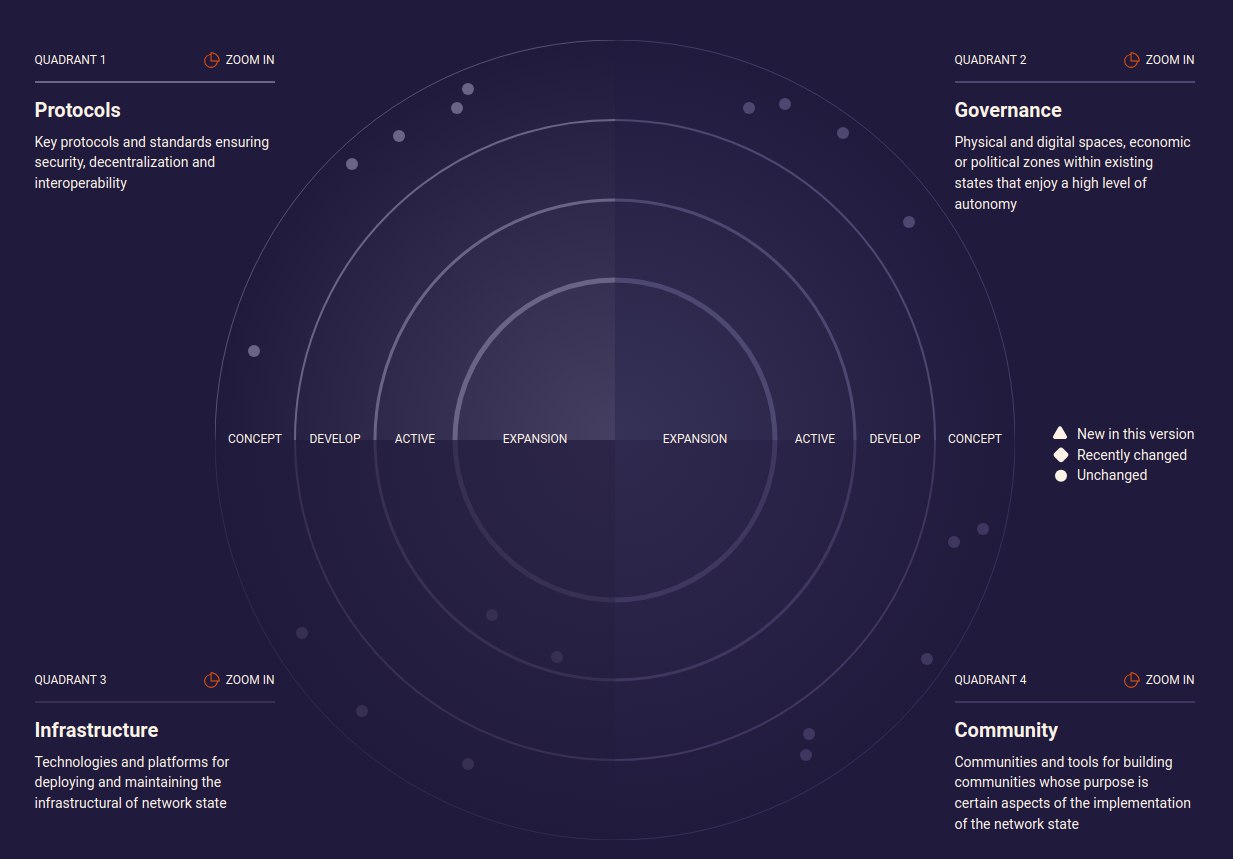 QUADRANT 1
ZOOM IN
Protocols
Key protocols and standards ensuring
security, decentralization and
interoperability
QUADRANT 2
ZOOM IN
Governance
Physical and digital spaces, economic
or political zones within existing
states that enjoy a high level of
autonomy
CONCEPT DEVELOP ACTIVE EXPANSION EXPANSION ACTIVE DEVELOP CONCEPT
New in this version
Recently changed
Unchanged
QUADRANT 3
ZOOM IN
Infrastructure
Technologies and platforms for
deploying and maintaining the
infrastructural of network state
QUADRANT 4
ZOOM IN
Community
Communities and tools for building
communities whose purpose is
certain aspects of the implementation
of the network state